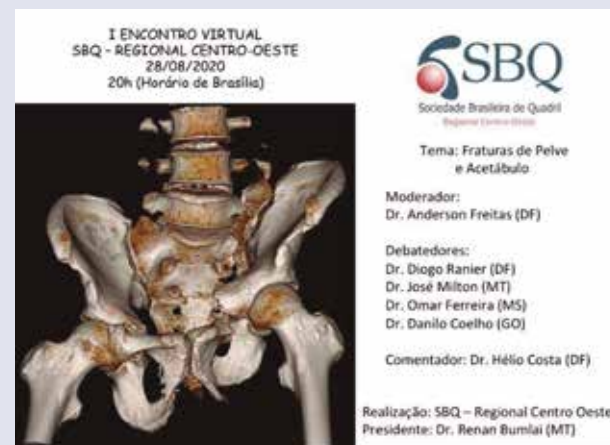 I ENCONTRO VIRTUAL
SBQ - REGIONAL CENTRO-OESTE
28/08/2020
20h (Horário de Brasília)
SBQ
Sociedade Brasileira de Quadril
Regional Centro-Oeste
Tema: Fraturas de Pelve
e Acetábulo
Moderador:
Dr. Anderson Freitas (DF)
Debatedores:
Dr. Diogo Ranier (DF)
Dr. José Milton (MT)
Dr. Omar Ferreira (MS)
Dr. Danilo Coelho (GO)
Comentador: Dr. Hélio Costa (DF)
Realização: SBQ – Regional Centro Oeste
Presidente: Dr. Renan Bumlai (MT)